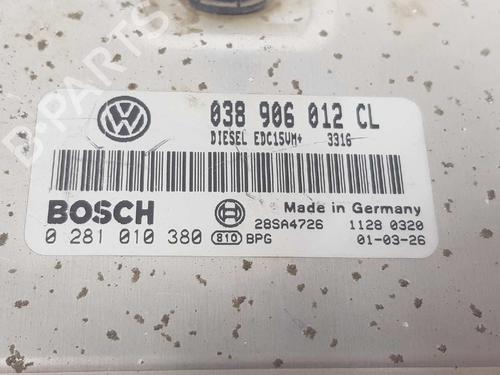 B-PARTS
038 906 012 CL
DIESEL EDC15VM+ 3316
BOSCH
Made in Germany
0 281 010 380 810 BPG 28SA4726 1128 0320
01-03-26